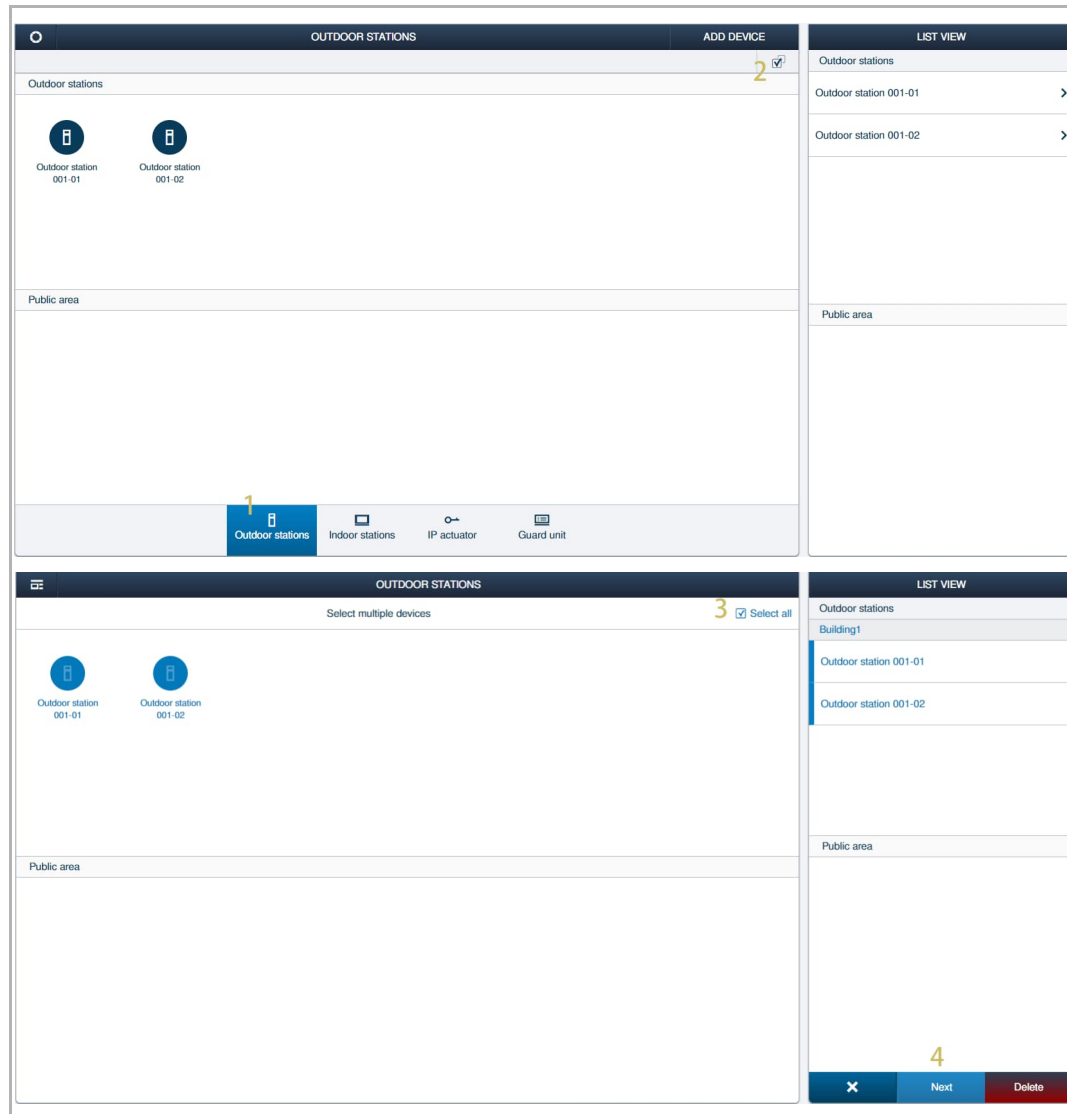 OUTDOOR STATIONS
ADD DEVICE
LIST VIEW
2
Outdoor stations
Outdoor stations
Outdoor station 001-01
Outdoor station 001-02
Outdoor station
001-01
Outdoor station
001-02
Public area
Public area
1
Outdoor stations
Indoor stations
IP actuator
Guard unit
OUTDOOR STATIONS
LIST VIEW
Select multiple devices
3
Select all
Outdoor stations
Building1
Outdoor station 001-01
Outdoor station 001-02
Outdoor station
001-01
Outdoor station
001-02
Public area
Public area
4
Next
Delete